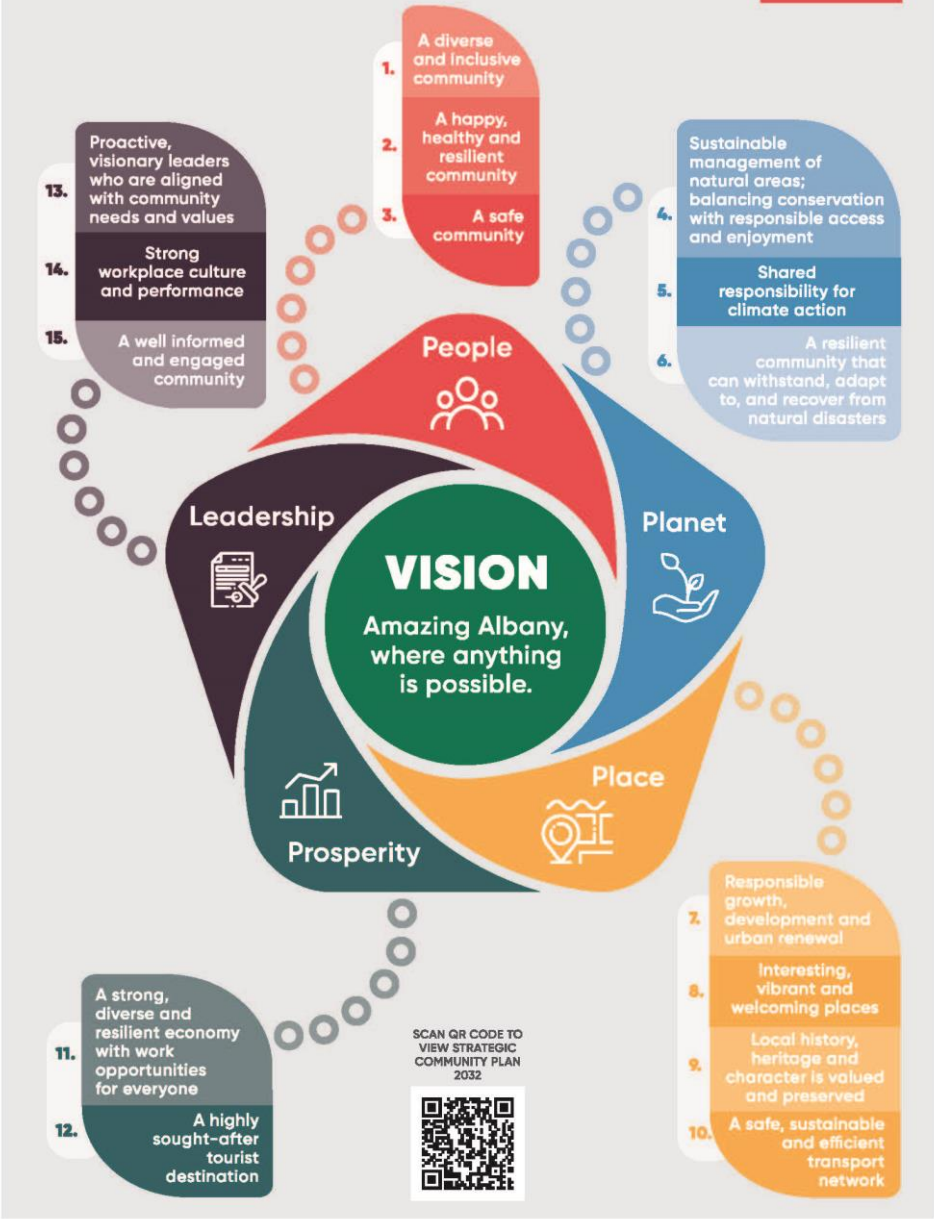 1.
A diverse
and inclusive
community
2.
A happy,
healthy and
resilient
community
3.
A safe
community
13.
Proactive,
visionary leaders
who are aligned
with community
needs and values
14.
Strong
workplace culture
and performance
15.
A well informed
and engaged
community
4.
Sustainable
management of
natural areas;
balancing conservation
with responsible access
and enjoyment
5.
Shared
responsibility for
climate action
6.
A resilient
community that
can withstand, adapt
to, and recover from
natural disasters
People
Leadership
Planet
VISION
Amazing Albany,
where anything
is possible.
Place
Prosperity
7.
Responsible
growth,
development and
urban renewal
8.
Interesting,
vibrant and
welcoming places
9.
Local history,
heritage and
character is valued
and preserved
10.
A safe, sustainable
and efficient
transport
network
11.
A strong,
diverse and
resilient economy
with work
opportunities
for everyone
12.
A highly
sought-after
tourist
destination
SCAN QR CODE TO
VIEW STRATEGIC
COMMUNITY PLAN
2032